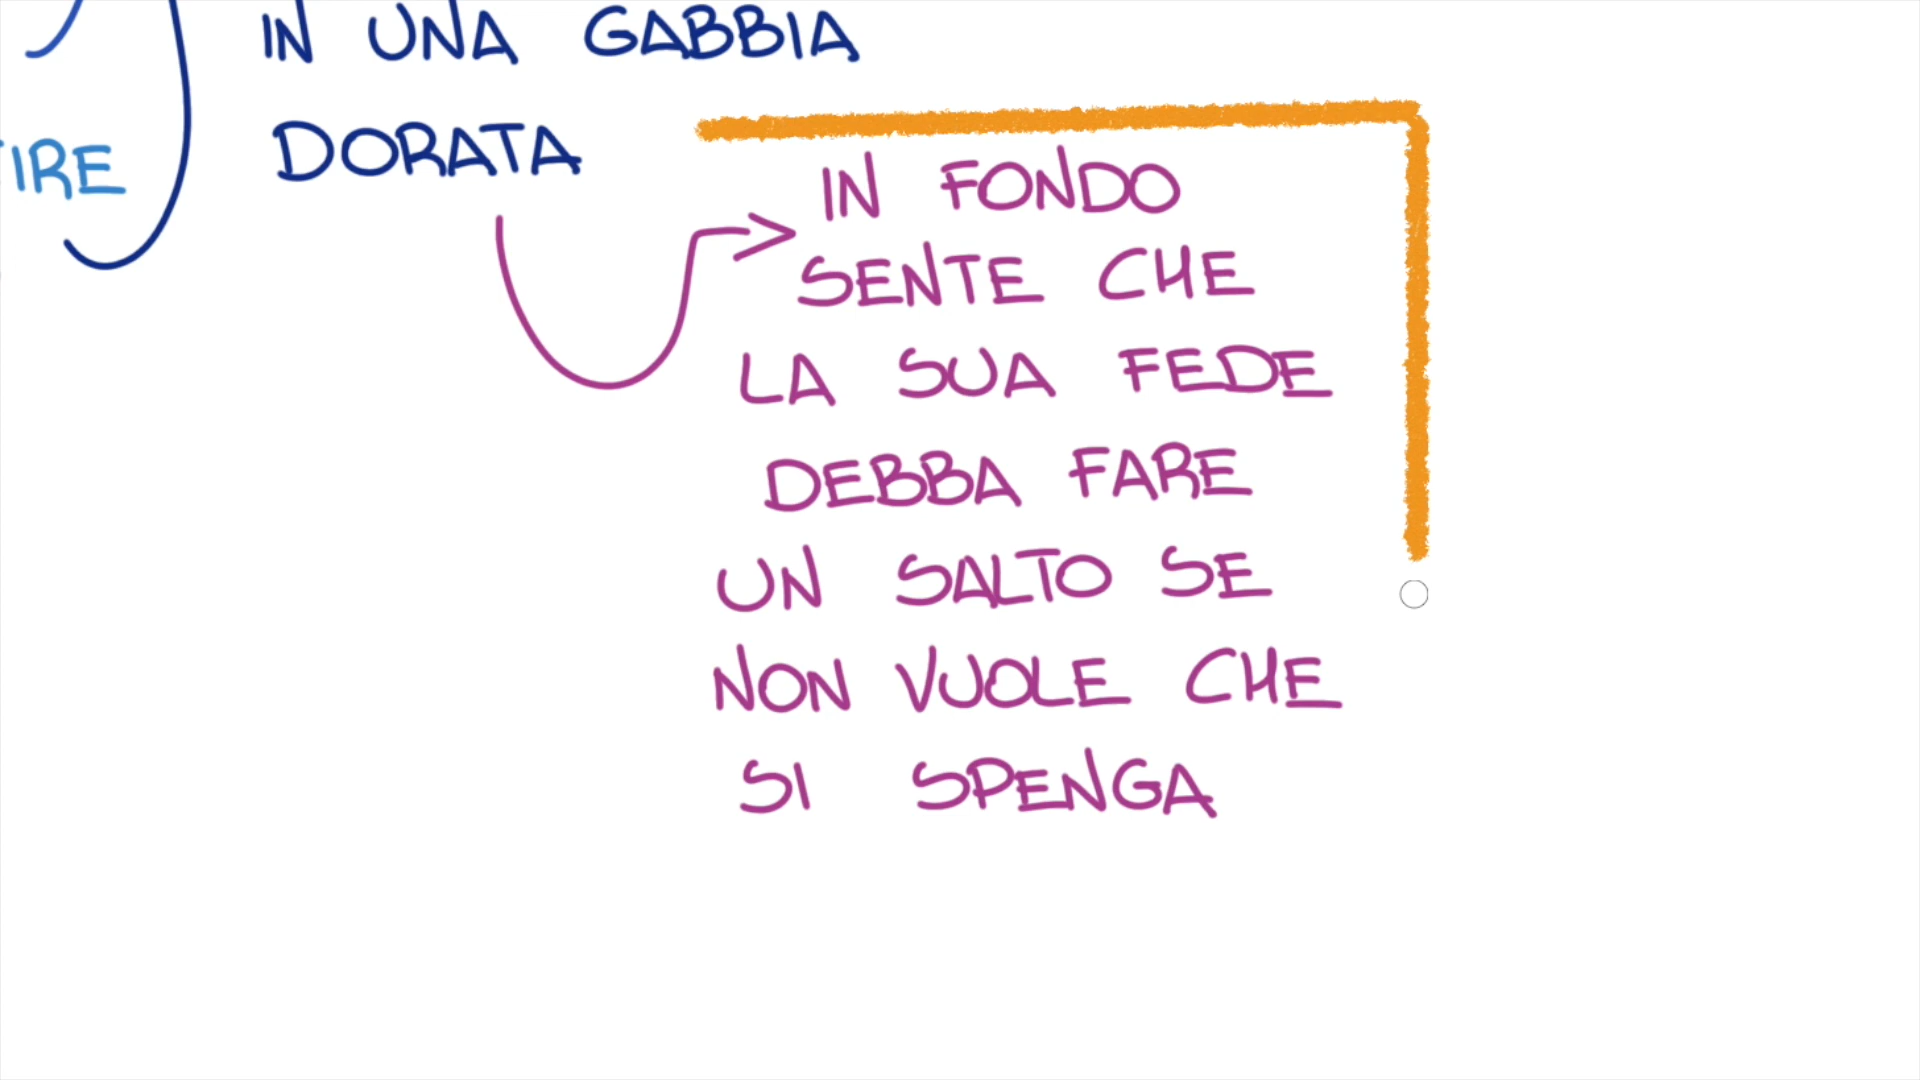 IN UNA GABBIA
DORATA
IRE
IN FONDO
SENTE CHE
LA SUA FEDE
DEBBA FARE
UN SALTO SE
NON VUOLE CHE
SI SPENGA